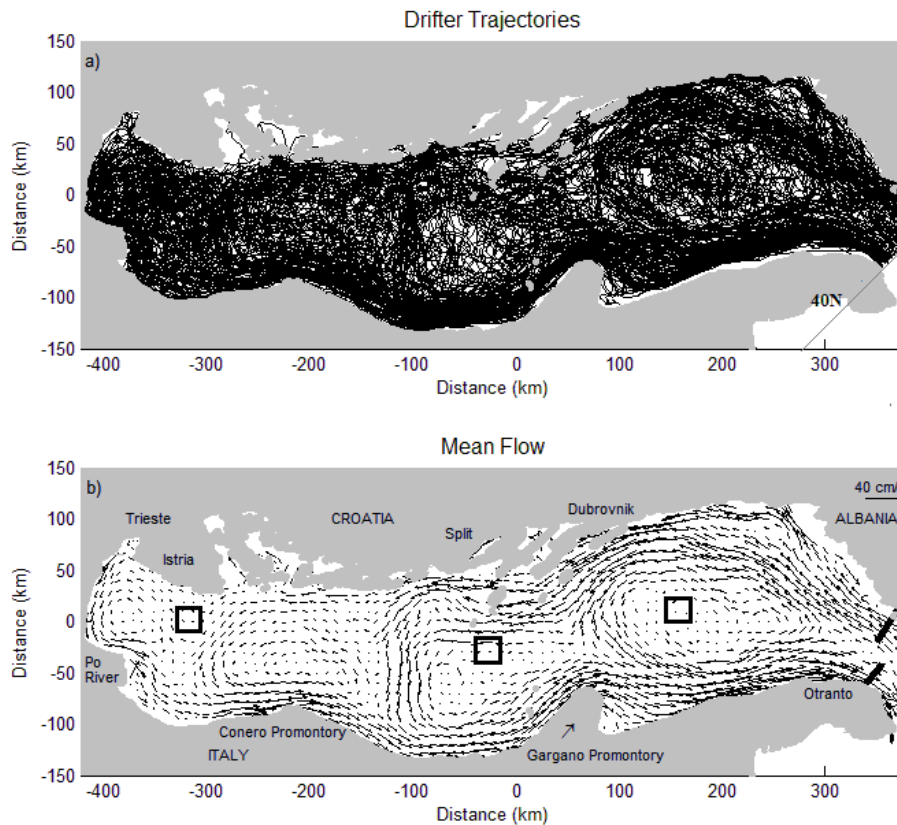 Drifter Trajectories
150
a)
100
50
0
-50
-100
40N
-150
-400 -300 -200 -100 0 100 200 300
Distance (km)
Distance (km)
Mean Flow
150
b)
40 cm/
100
Trieste CROATIA Split Dubrovnik ALBANIA
Istria
50
0
Po
River
-50
Otranto
-100
Conero Promontory
ITALY
Gargano Promontory
-150
-400 -300 -200 -100 0 100 200 300
Distance (km)
Distance (km)